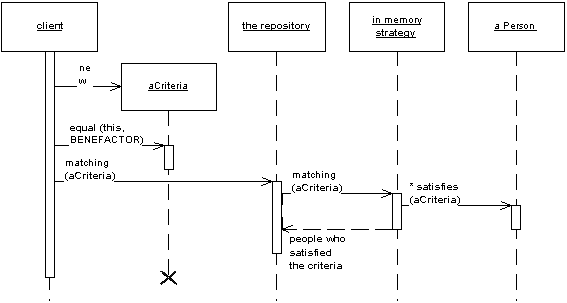 client
the repository
in memory
strategy
a Person
ne
w
aCriteria
equal (this,
BENEFACTOR)
matching
(aCriteria)
matching
(aCriteria)
* satisfies
(aCriteria)
people who
satisfied
the criteria